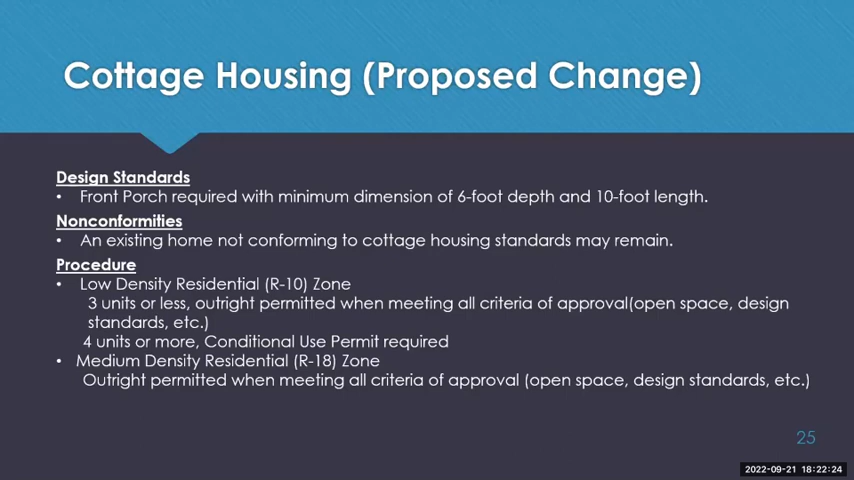 Cottage Housing (Proposed Change)
Design Standards
• Front Porch required with minimum dimension of 6-foot depth and 10-foot length.
Nonconformities
• An existing home not conforming to cottage housing standards may remain.
Procedure
• Low Density Residential (R-10) Zone
3 units or less, outright permitted when meeting all criteria of approval(open space, design
standards, etc.)
4 units or more, Conditional Use Permit required
• Medium Density Residential (R-18) Zone
Outright permitted when meeting all criteria of approval (open space, design standards, etc.)
25
2022-09-21 18:22:24